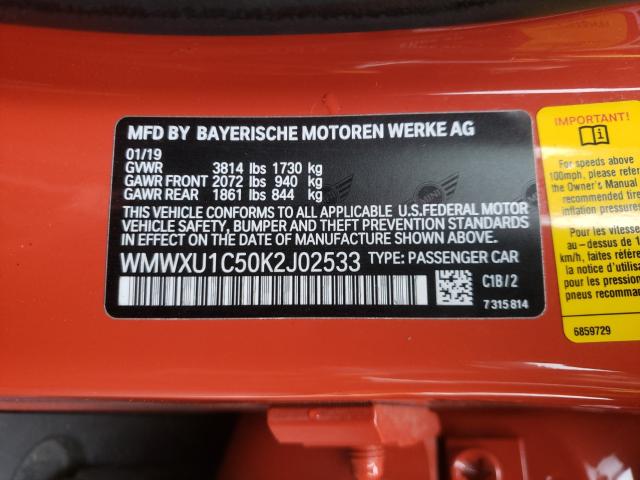 MFD BY BAYERISCHE MOTOREN WERKE AG
01/19
GVWR 3814 lbs 1730 kg
GAWR FRONT 2072 lbs 940 kg
GAWR REAR 1861 lbs 844 kg
THIS VEHICLE CONFORMS TO ALL APPLICABLE U.S.FEDERAL MOTOR
VEHICLE SAFETY, BUMPER AND THEFT PREVENTION STANDARDS
IN EFFECT ON THE DATE OF MANUFACTURE SHOWN ABOVE.
WMWXU1C50K2J02533 TYPE: PASSENGER CAR
C1B/2
7315814
IMPORTANT
For speeds above
100mph, please refer
the Owner's Manual
recommended tire
inflation pressures
Pour les vitesses
au-dessus de 1
km/h, faites référe
à la notice d'utilis
pour les pression
pneus recommand
6859729